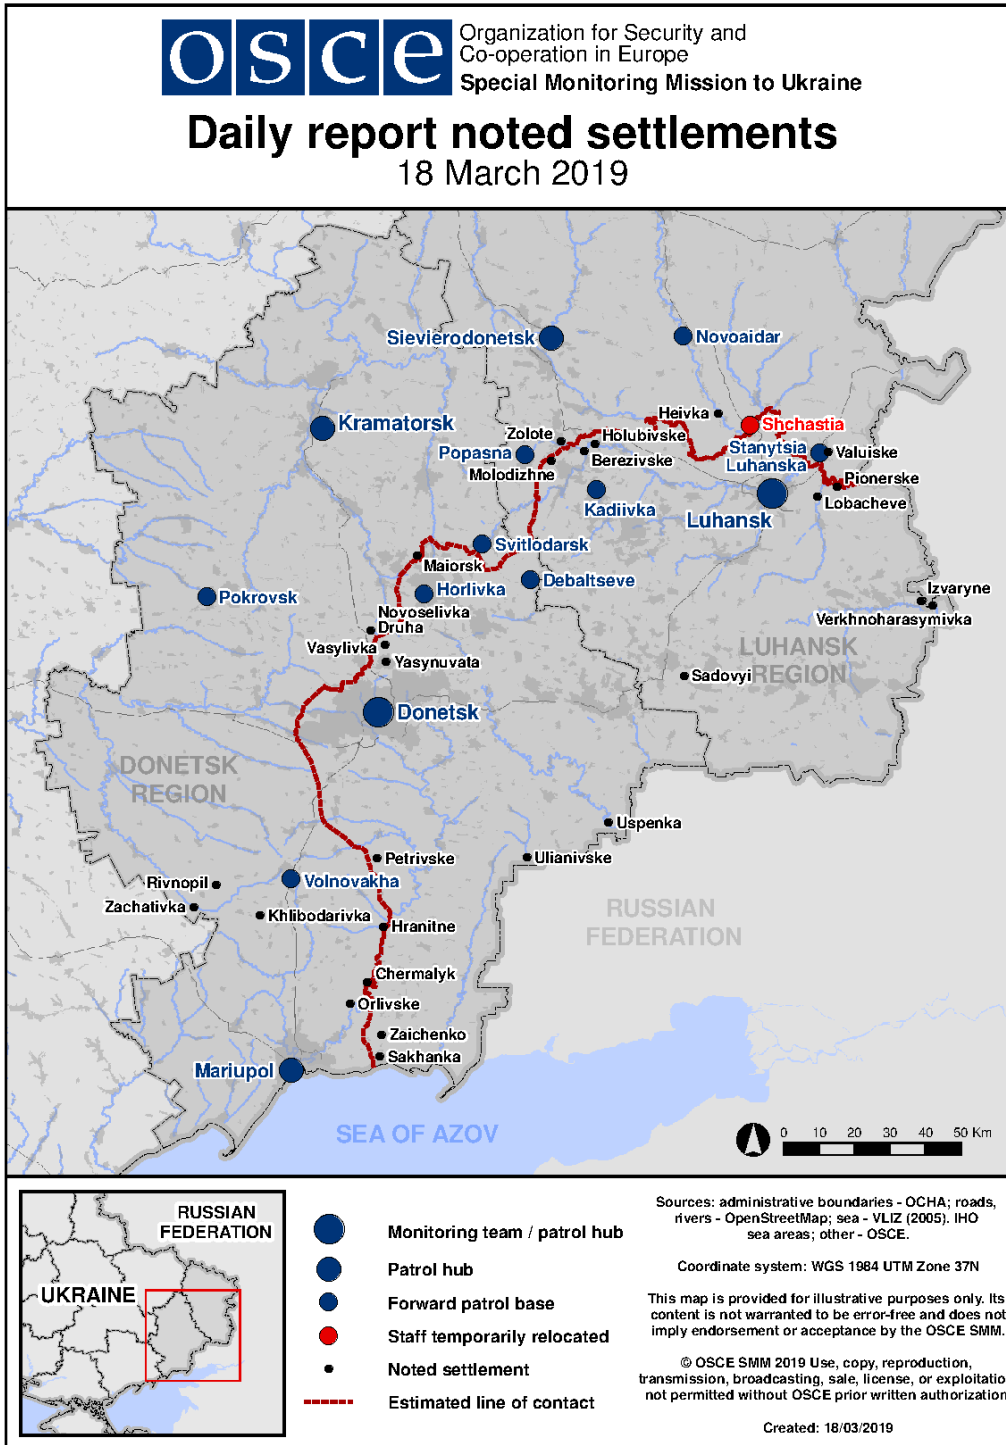 osce
Organization for Security and
Co-operation in Europe
Special Monitoring Mission to Ukraine
Daily report noted settlements
18 March 2019
Sievierodonetsk
Novoaidar
Kramatorsk
Heivka
Shchastia
Zolote
Holubivske
Popasna
Berezivske
Stanytsia
Luhanska
Valuiske
Molodizhne
Pionerske
Kadiivka
Luhansk
Lobacheve
Svitlodarsk
Maiorsk
Debaltseve
Horlivka
Pokrovsk
Izvaryne
Novoselivka
Druha
Verkhnoharasymivka
Vasylivka
LUHANSK
REGION
Yasynuvata
Sadovyi
Donetsk
DONETSK
REGION
Uspenka
Petrivske
Ulianivske
Volnovakha
Rivnopil
Zachativka
Khlibodarivka
RUSSIAN
FEDERATION
Hranitne
Chermalyk
Orlivske
Zaichenko
Sakhanka
Mariupol
SEA OF AZOV
0 10 20 30 40 50 Km
RUSSIAN
FEDERATION
UKRAINE
Monitoring team / patrol hub
Patrol hub
Forward patrol base
Staff temporarily relocated
Noted settlement
Estimated line of contact
Sources: administrative boundaries - OCHA; roads,
rivers - OpenStreetMap; sea - VLIZ (2005). IHO
sea areas; other - OSCE.
Coordinate system: WGS 1984 UTM Zone 37N
This map is provided for illustrative purposes only. Its
content is not warranted to be error-free and does not
imply endorsement or acceptance by the OSCE SMM.
© OSCE SMM 2019 Use, copy, reproduction,
transmission, broadcasting, sale, license, or exploitatio
not permitted without OSCE prior written authorization
Created: 18/03/2019